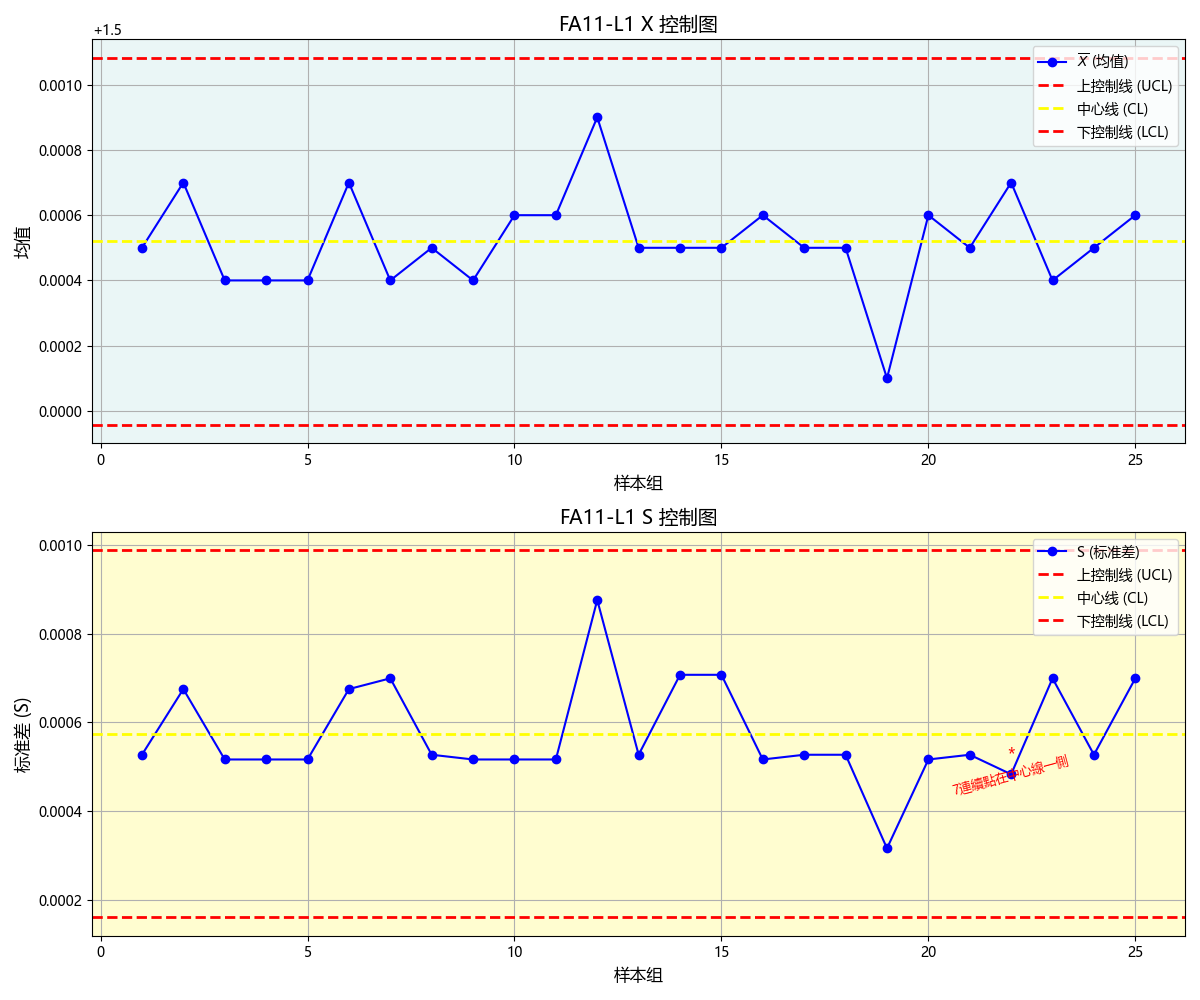 FA11-L1 X 控制图
+1.5
X (均值)
上控制线 (UCL)
中心线 (CL)
下控制线 (LCL)
均值
0.0010
0.0008
0.0006
0.0004
0.0002
0.0000
0 5 10 15 20 25
样本组
FA11-L1 S 控制图
S (标准差)
上控制线 (UCL)
中心线 (CL)
下控制线 (LCL)
标准差 (S)
0.0010
0.0008
0.0006
0.0004
0.0002
*
7連續點在中心線一側
0 5 10 15 20 25
样本组